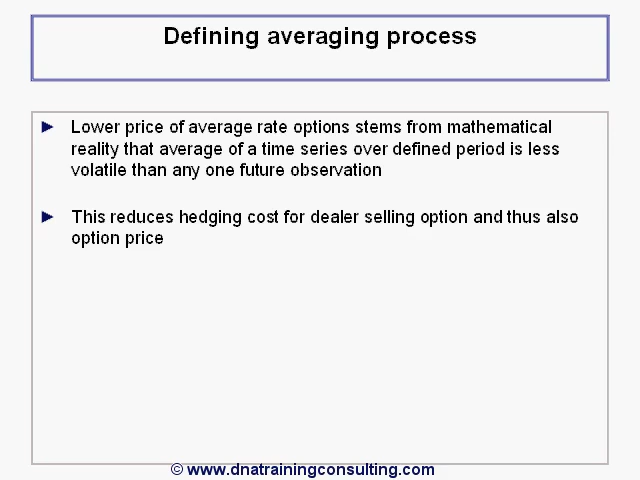 Defining averaging process
► Lower price of average rate options stems from mathematical
reality that average of a time series over defined period is less
volatile than any one future observation
► This reduces hedging cost for dealer selling option and thus also
option price
© www.dnatrainingconsulting.com